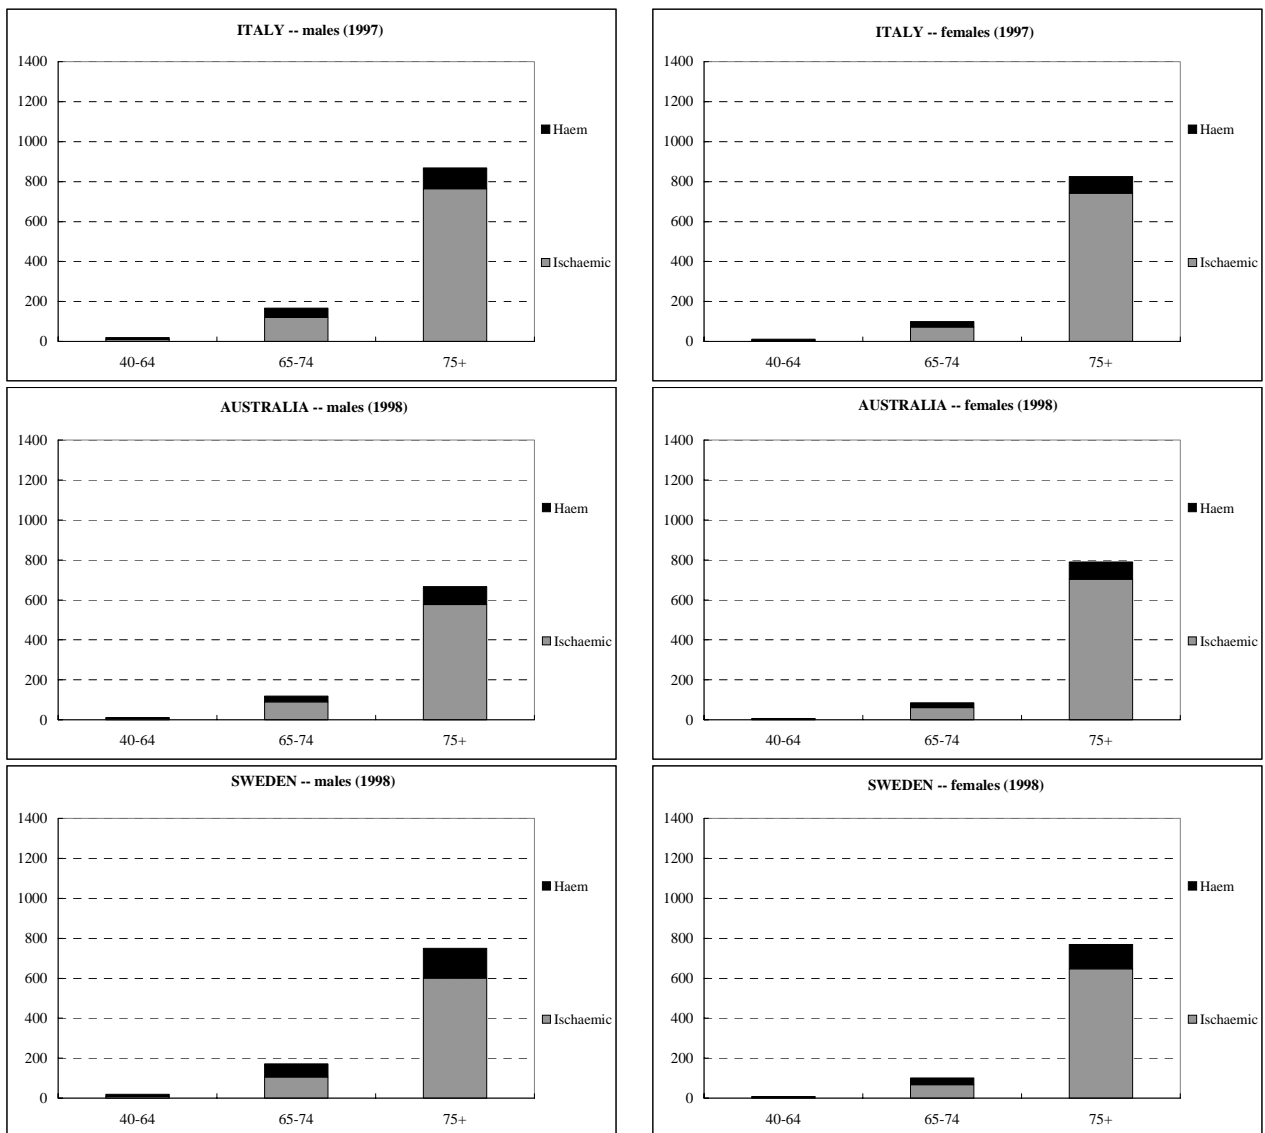 ITALY -- males (1997)
1400
1200
1000
800
600
400
200
0
40-64 65-74 75+
Haem
Ischaemic
ITALY -- females (1997)
1400
1200
1000
800
600
400
200
0
40-64 65-74 75+
Haem
Ischaemic
AUSTRALIA -- males (1998)
1400
1200
1000
800
600
400
200
0
40-64 65-74 75+
Haem
Ischaemic
AUSTRALIA -- females (1998)
1400
1200
1000
800
600
400
200
0
40-64 65-74 75+
Haem
Ischaemic
SWEDEN -- males (1998)
1400
1200
1000
800
600
400
200
0
40-64 65-74 75+
Haem
Ischaemic
SWEDEN -- females (1998)
1400
1200
1000
800
600
400
200
0
40-64 65-74 75+
Haem
Ischaemic